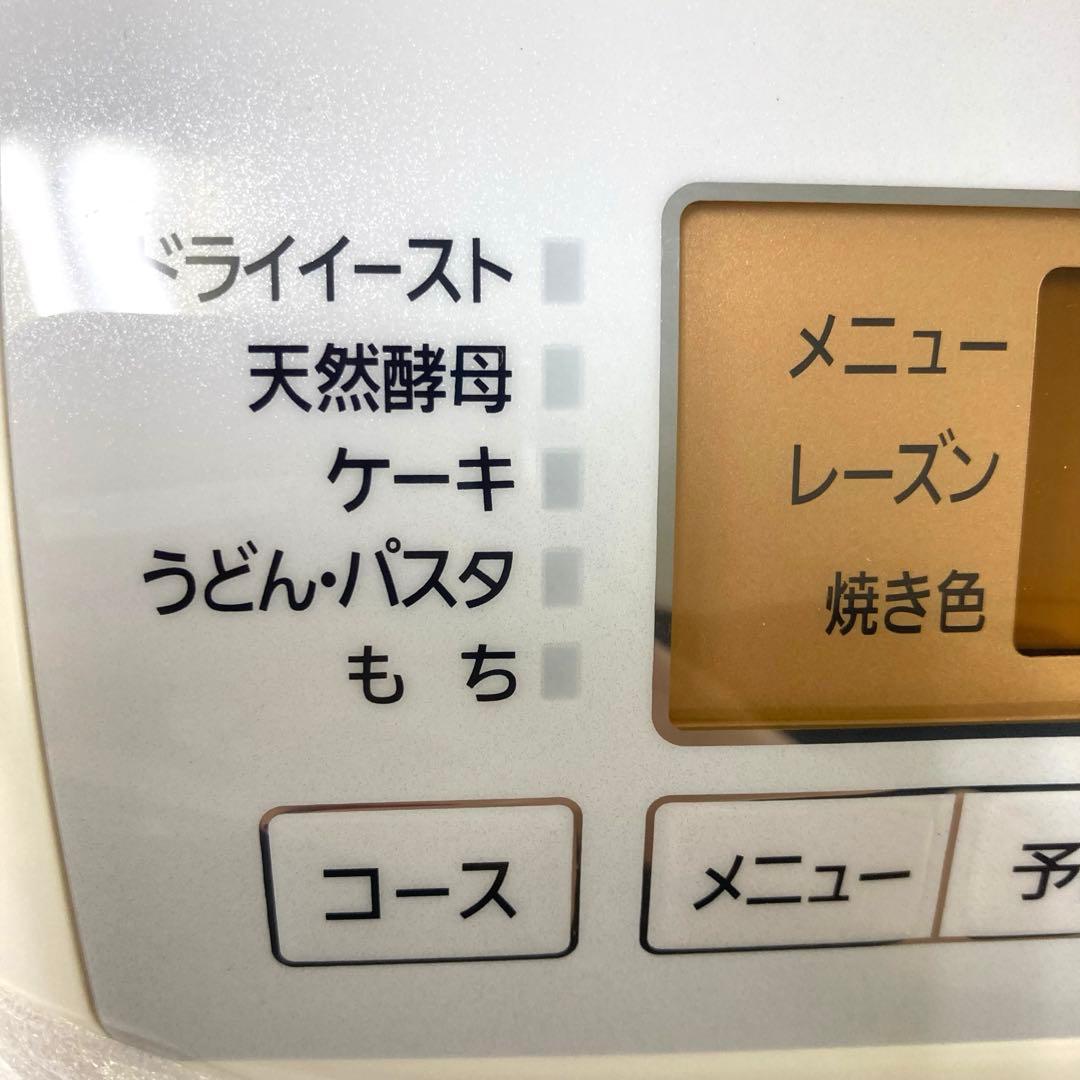 ドライイースト
天然酵母
ケーキ
うどん・パスタ
もち
メニュー
レーズン
焼き色
コース
メニュー
予